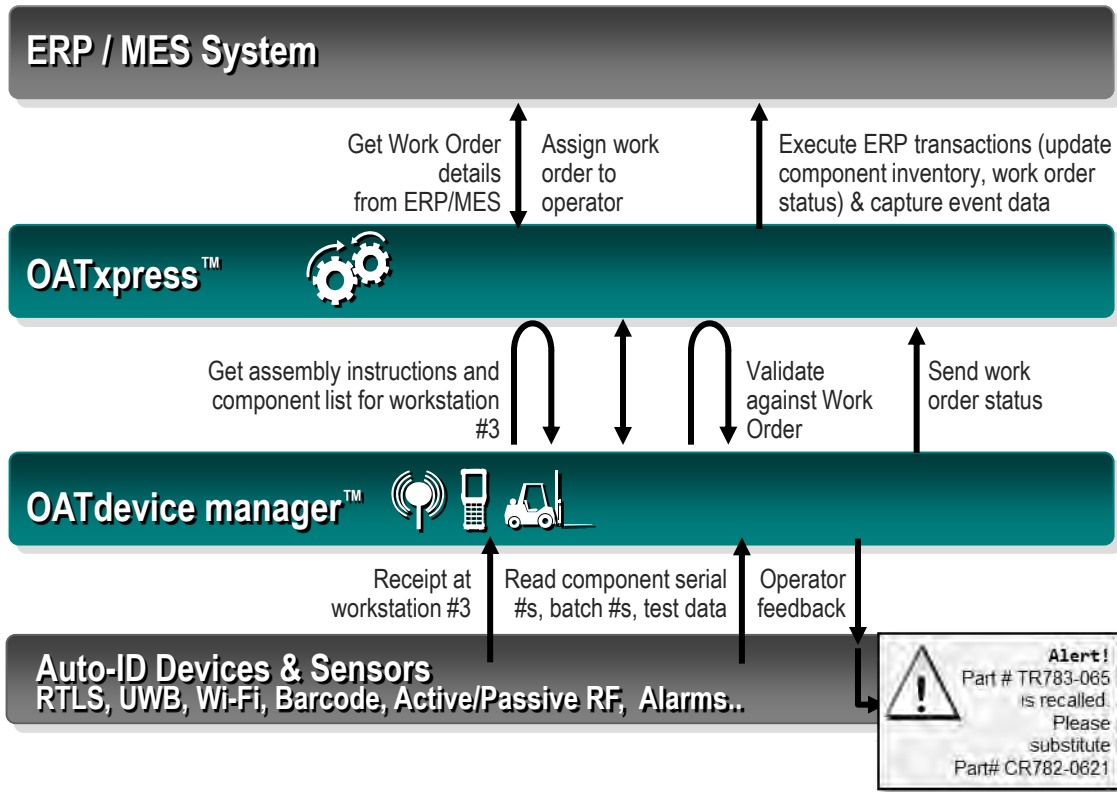 ERP / MES System
Get Work Order
details
from ERP/MES
Assign work
order to
operator
Execute ERP transactions (update
component inventory, work order
status) & capture event data
OATxpress™
Get assembly instructions and
component list for workstation
#3
Validate
against Work
Order
Send work
order status
OATdevice manager™
Receipt at
workstation #3
Read component serial
#s, batch #s, test data
Operator
feedback
Auto-ID Devices & Sensors
RTLS, UWB, Wi-Fi, Barcode, Active/Passive RF, Alarms..
Alert!
Part # TR783-065
is recalled.
Please
substitute
Part# CR782-0621